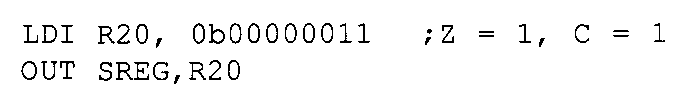 LDI R20, 0b00000011 ;Z = 1, C = 1
OUT SREG,R20